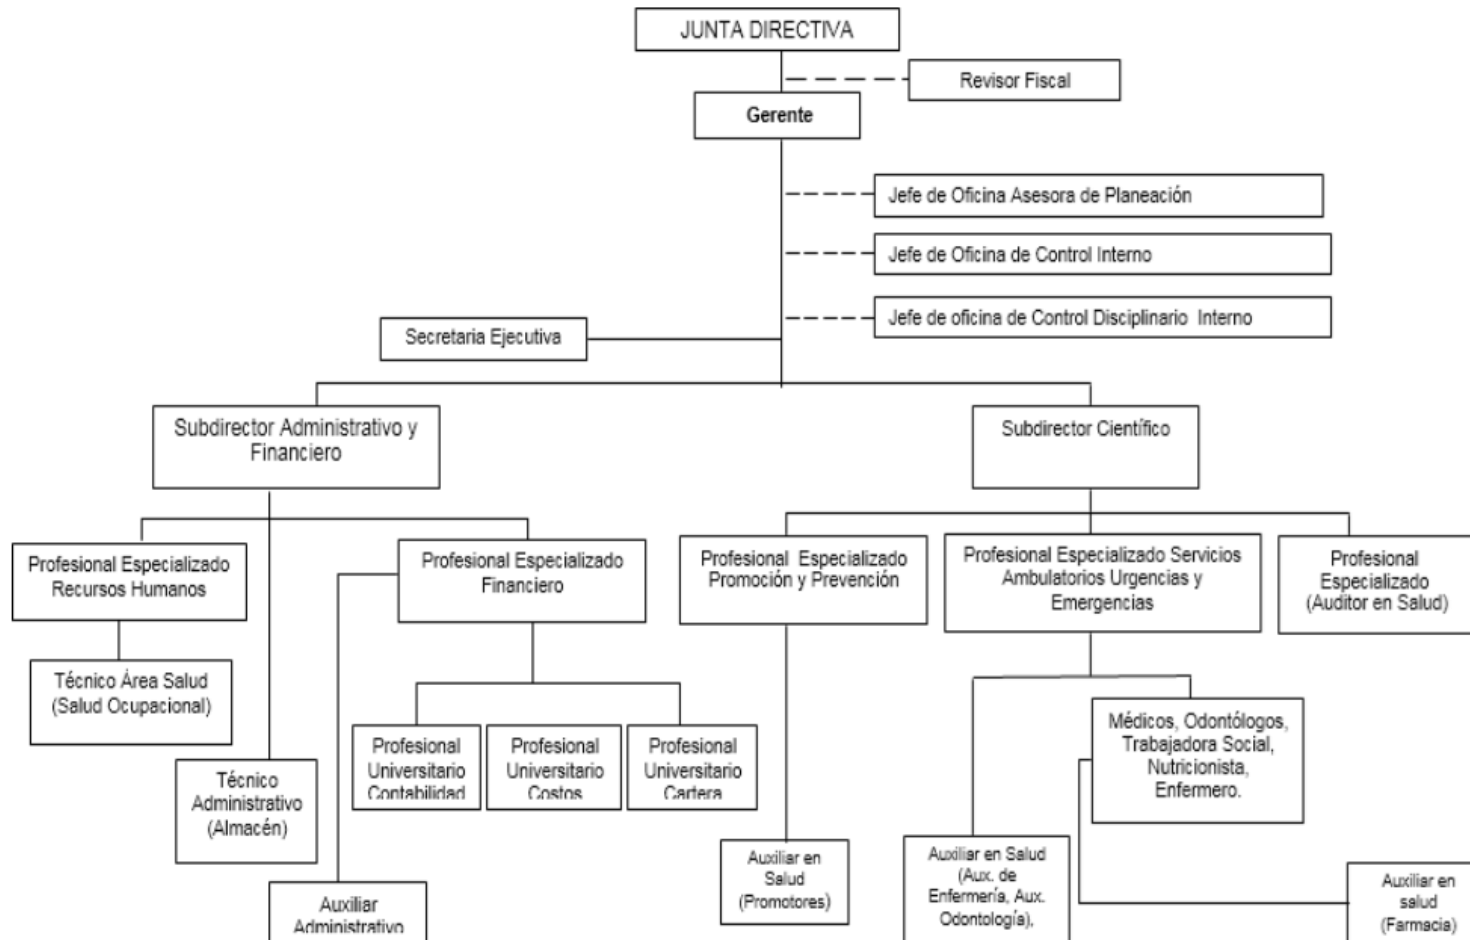 JUNTA DIRECTIVA
Revisor Fiscal
Gerente
Jefe de Oficina Asesora de Planeación
Jefe de Oficina de Control Interno
Jefe de oficina de Control Disciplinario Interno
Secretaria Ejecutiva
Subdirector Administrativo y
Financiero
Subdirector Científico
Profesional Especializado
Recursos Humanos
Profesional Especializado
Financiero
Profesional Especializado
Promoción y Prevención
Profesional Especializado Servicios
Ambulatorios Urgencias y
Emergencias
Profesional
Especializado
(Auditor en Salud)
Técnico Área Salud
(Salud Ocupacional)
Técnico
Administrativo
(Almacén)
Profesional
Universitario
Contabilidad
Profesional
Universitario
Costos
Profesional
Universitario
Cartera
Médicos, Odontólogos,
Trabajadora Social,
Nutricionista,
Enfermero.
Auxiliar
Administrativo
Auxiliar en
Salud
(Promotores)
Auxiliar en Salud
(Aux. de
Enfermería, Aux.
Odontología),
Auxiliar en
salud
(Farmacia)